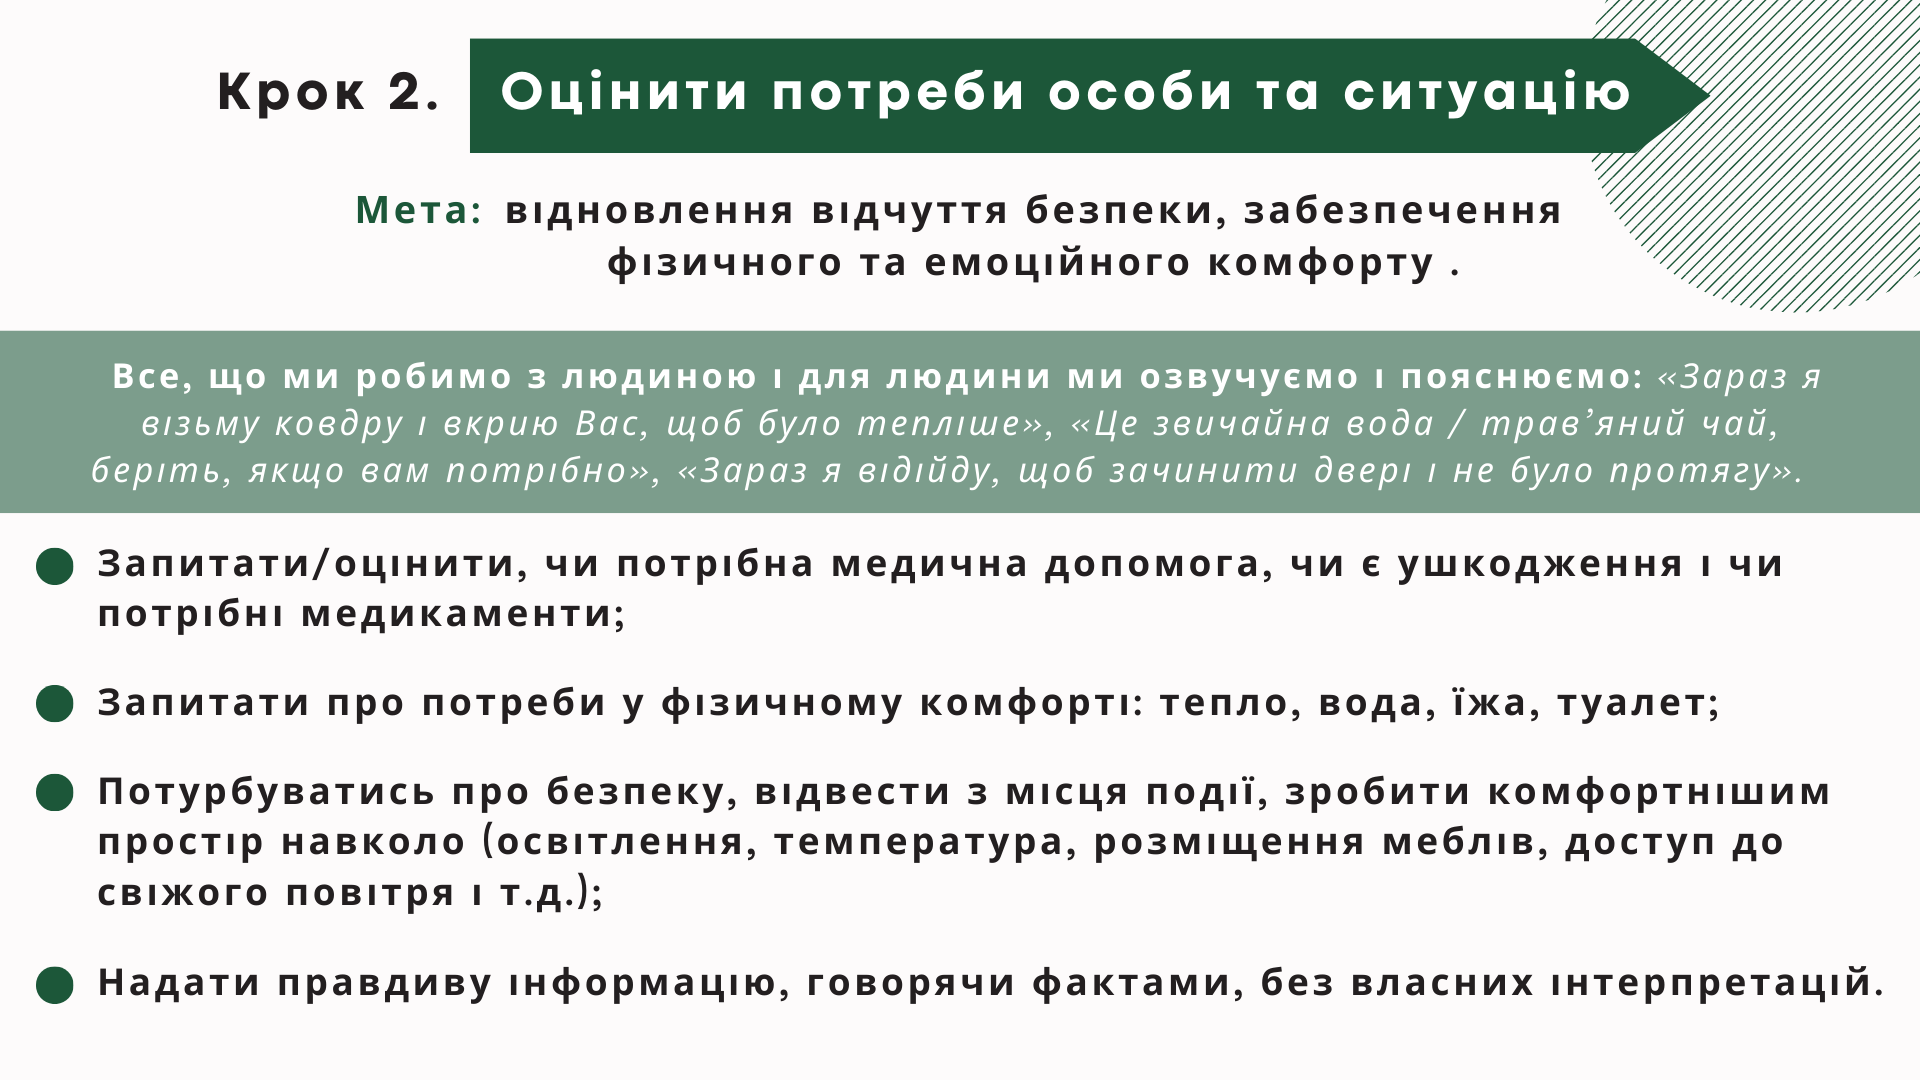 Крок 2. Оцінити потреби особи та ситуацію
Мета: відновлення відчуття безпеки, забезпечення
фізичного та емоційного комфорту .
Все, що ми робимо з людиною і для людини ми озвучуємо і пояснюємо: «Зараз я
візьму ковдру і вкрию Вас, щоб було тепліше», «Це звичайна вода / трав’яний чай,
беріть, якщо вам потрібно», «Зараз я відійду, щоб зачинити двері і не було протягу».
Запитати/оцінити, чи потрібна медична допомога, чи є ушкодження і чи
потрібні медикаменти;
Запитати про потреби у фізичному комфорті: тепло, вода, їжа, туалет;
Потурбуватись про безпеку, відвести з місця події, зробити комфортнішим
простір навколо (освітлення, температура, розміщення меблів, доступ до
свіжого повітря і т.д.);
Надати правдиву інформацію, говорячи фактами, без власних інтерпретацій.